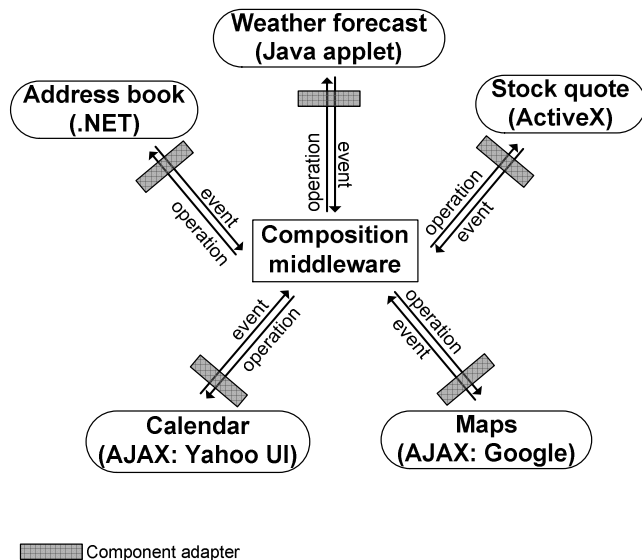 Weather forecast
(Java applet)
Address book
(.NET)
Stock quote
(ActiveX)
operation
event
event
operation
operation
event
Composition
middleware
event
operation
operation
event
Calendar
(AJAX: Yahoo UI)
Maps
(AJAX: Google)
Component adapter